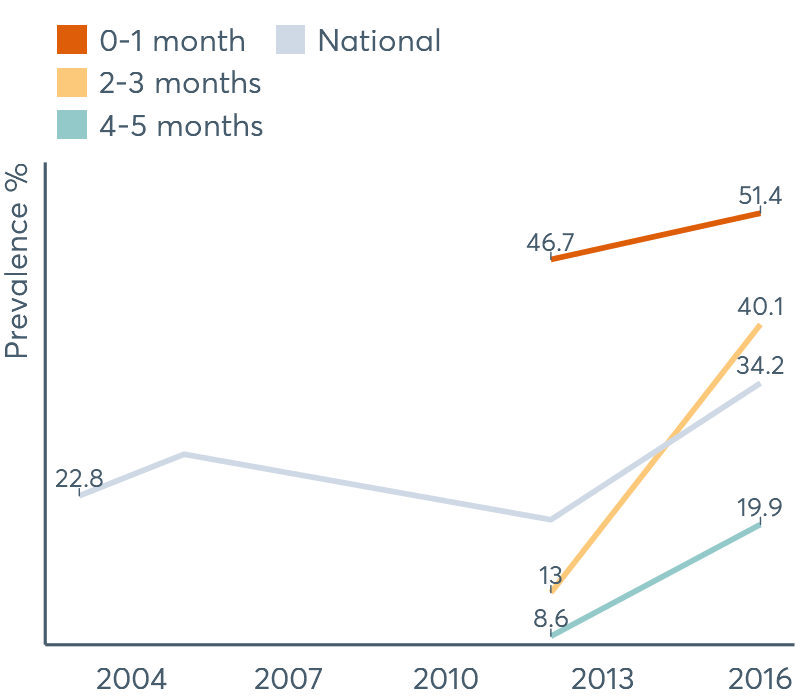 0-1 month National
2-3 months
4-5 months
Prevalence %
51.4
46.7
40.1
34.2
22.8
19.9
13
8.6
2004 2007 2010 2013 2016